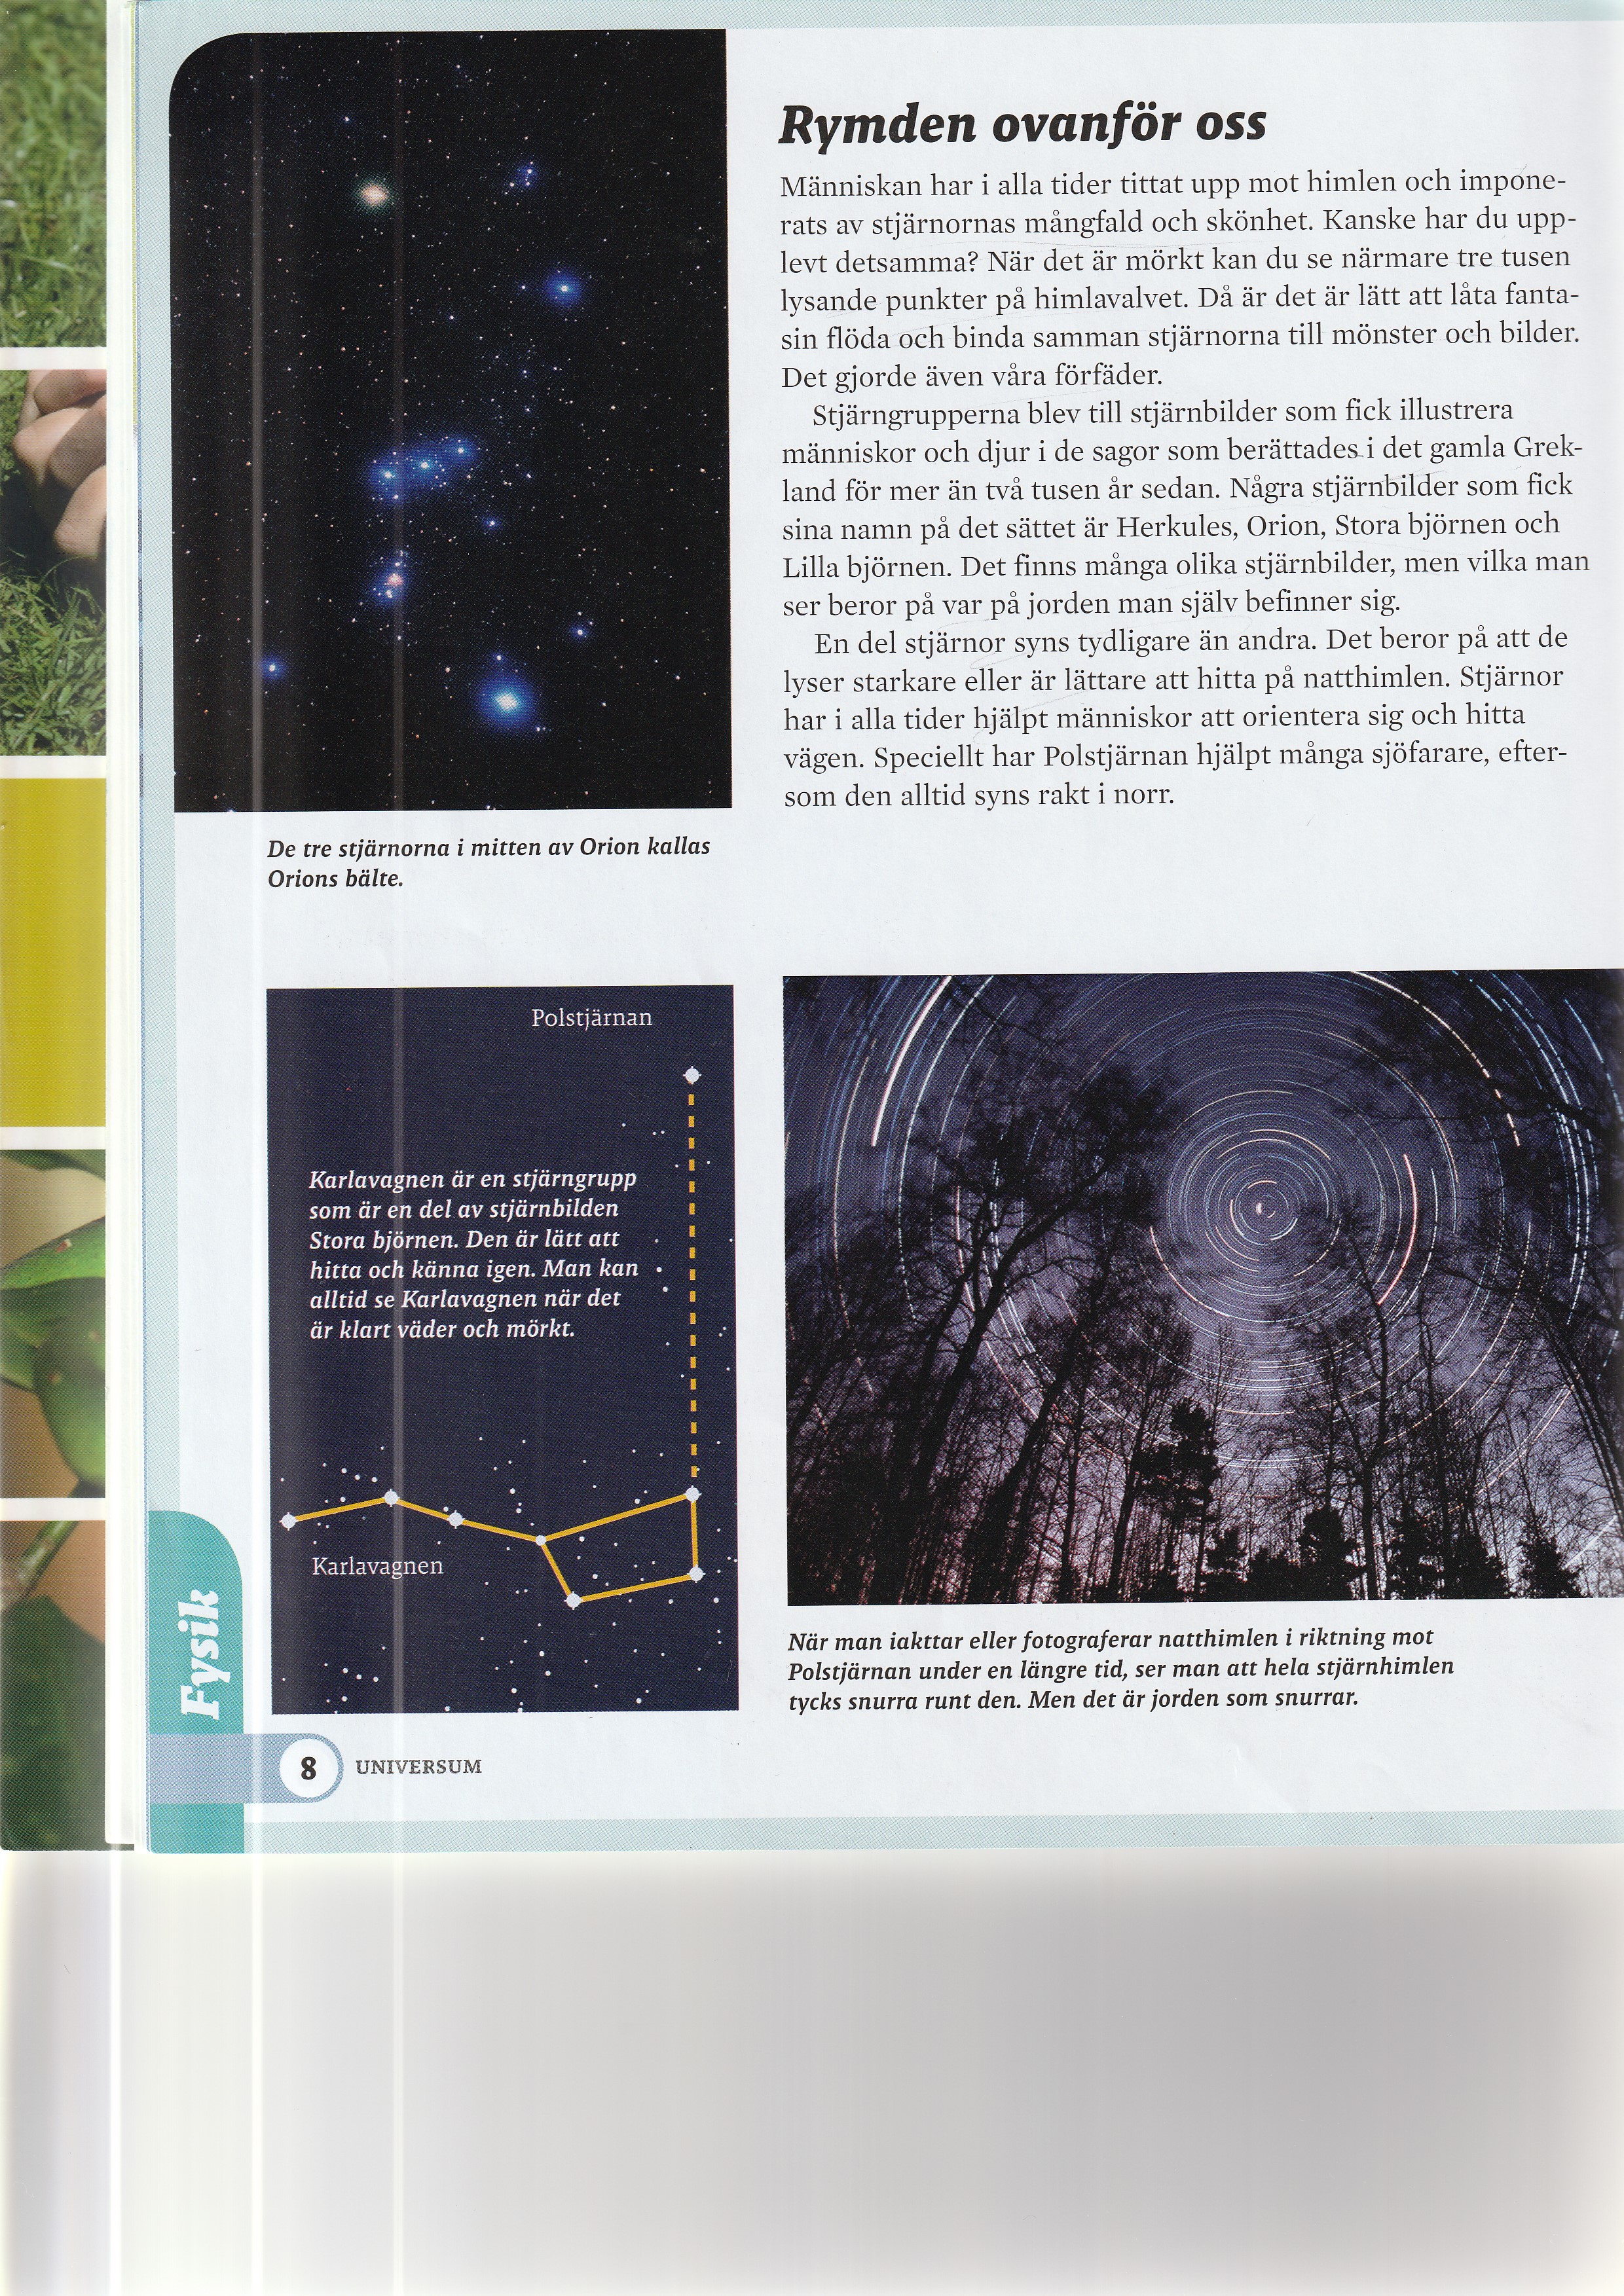 Rymden ovanför oss
Människan har i alla tider tittat upp mot himlen och impone-
rats av stjärnornas mångfald och skönhet. Kanske har du upp-
levt detsamma? När det är mörkt kan du se närmare tre tusen
lysande punkter på himlavalvet. Då är det är lätt att låta fanta-
sin flöda och binda samman stjärnorna till mönster och bilder.
Det gjorde även våra förfäder.
Stjärngrupperna blev till stjärnbilder som fick illustrera
människor och djur i de sagor som berättades i det gamla Grek-
land för mer än två tusen år sedan. Några stjärnbilder som fick
sina namn på det sättet är Herkules, Orion, Stora björnen och
Lilla björnen. Det finns många olika stjärnbilder, men vilka man
ser beror på var på jorden man själv befinner sig.
En del stjärnor syns tydligare än andra. Det beror på att de
lyser starkare eller är lättare att hitta på natthimlen. Stjärnor
har i alla tider hjälpt människor att orientera sig och hitta
vägen. Speciellt har Polstjärnan hjälpt många sjöfarare, efter-
som den alltid syns rakt i norr.
De tre stjärnorna i mitten av Orion kallas
Orions bälte.
Polstjärnan
Karlavagnen är en stjärngrupp
som är en del av stjärnbilden
Stora björnen. Den är lätt att
hitta och känna igen. Man kan
alltid se Karlavagnen när det
är klart väder och mörkt.
Karlavagnen
När man iakttar eller fotograferar natthimlen i riktning mot
Polstjärnan under en längre tid, ser man att hela stjärnhimlen
tycks snurra runt den. Men det är jorden som snurrar.
Fysik
8 UNIVERSUM